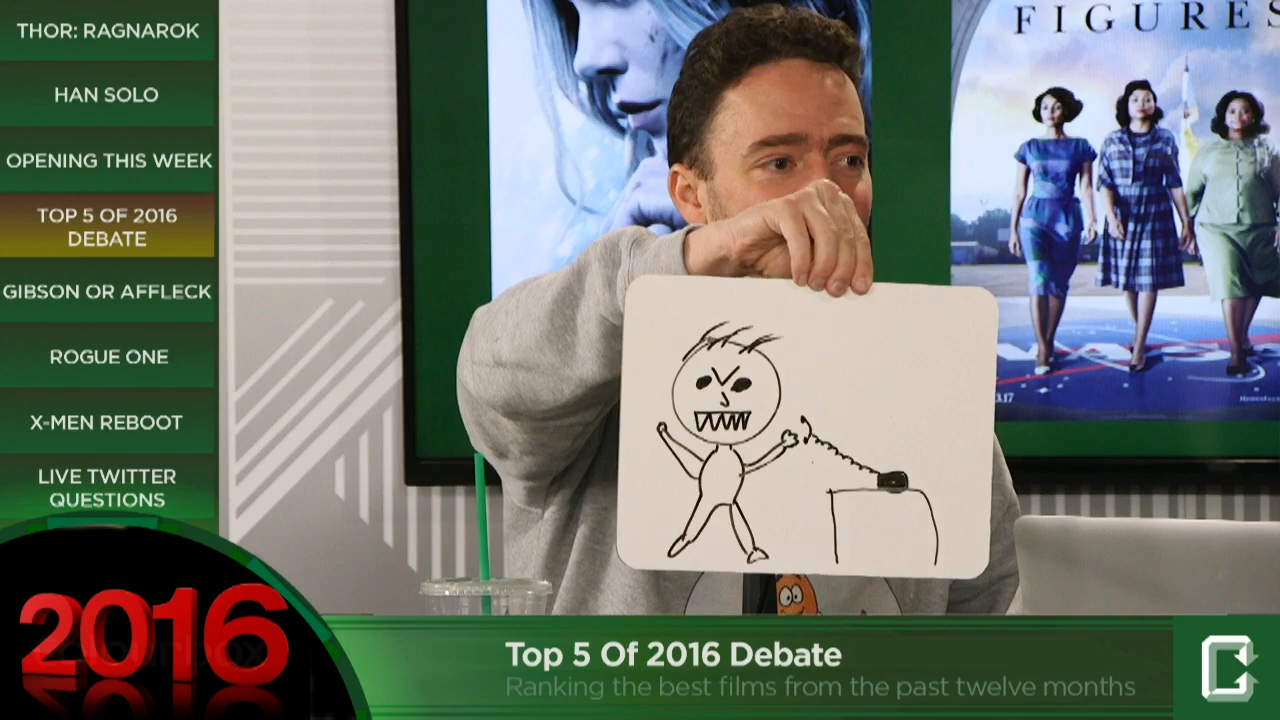 THOR: RAGNAROK
HAN SOLO
OPENING THIS WEEK
TOP 5 OF 2016
DEBATE
GIBSON OR AFFLECK
ROGUE ONE
X-MEN REBOOT
LIVE TWITTER
QUESTIONS
FIGURES
2016
Top 5 Of 2016 Debate
Ranking the best films from the past twelve months